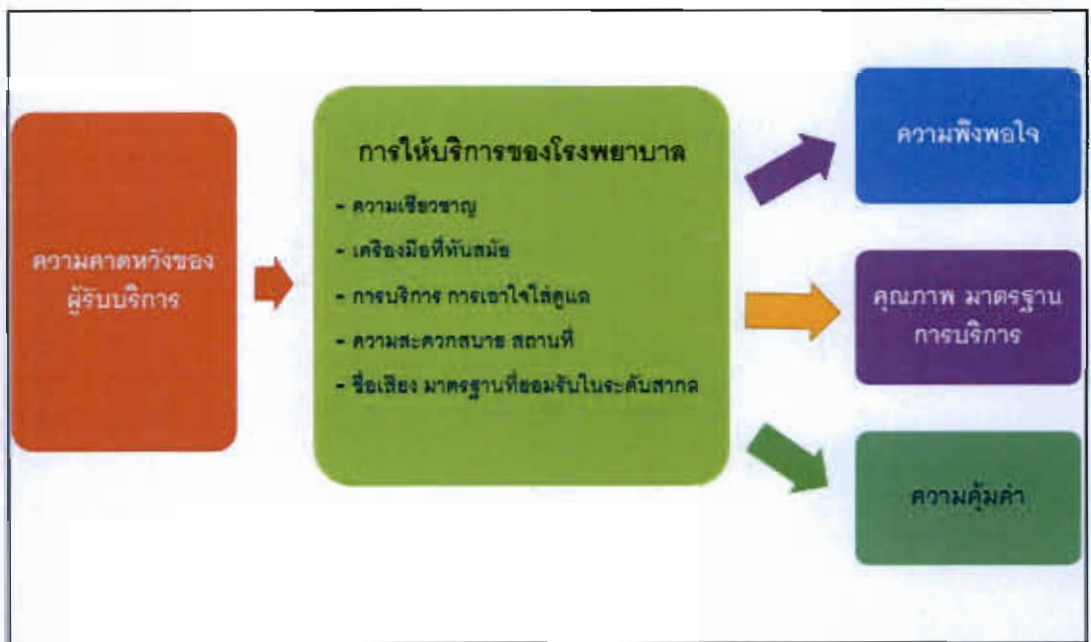 ความคาดหวังของ
ผู้รับบริการ
การให้บริการของโรงพยาบาล
- ความเชี่ยวชาญ
- เครื่องมือที่ทันสมัย
- การบริการ การเอาใจใส่ดูแล
- ความสะดวกสบาย สถานที่
- ชื่อเสียง มาตรฐานที่ยอมรับในระดับสากล
ความพึงพอใจ
คุณภาพ มาตรฐาน
การบริการ
ความคุ้มค่า